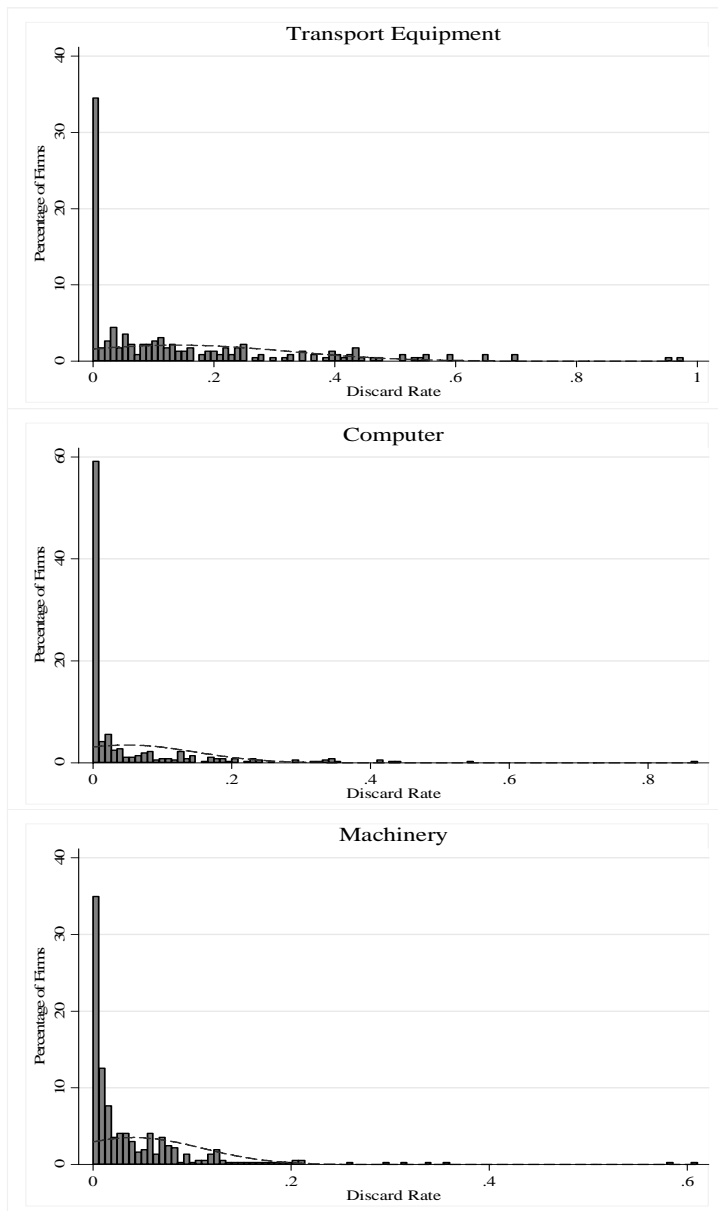 Transport Equipment
Percentage of Firms
40
30
20
10
0
0 .2 .4 .6 .8 1
Discard Rate
Computer
Percentage of Firms
60
40
20
0
0 .2 .4 .6 .8
Discard Rate
Machinery
Percentage of Firms
40
30
20
10
0
0 .2 .4 .6
Discard Rate